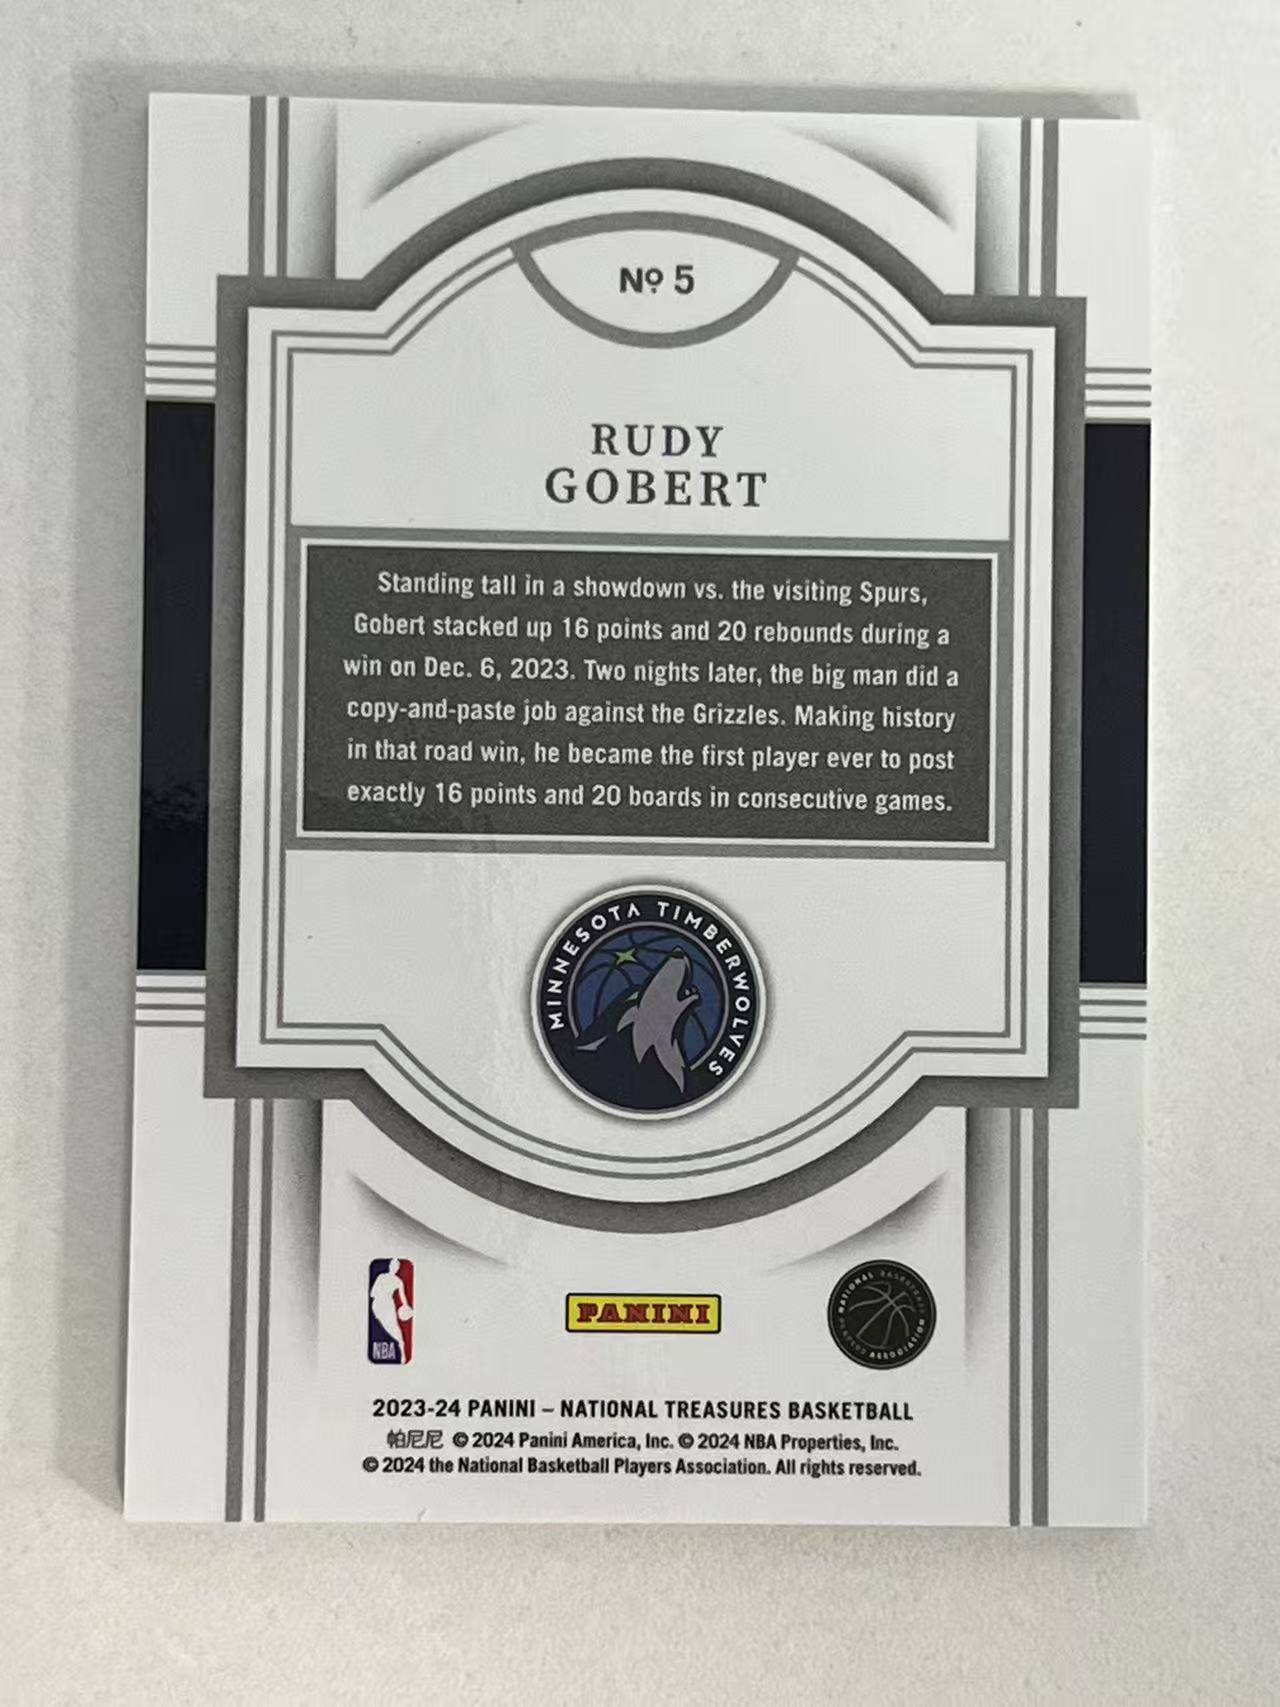 Nº 5
RUDY
GOBERT
Standing tall in a showdown vs. the visiting Spurs,
Gobert stacked up 16 points and 20 rebounds during a
win on Dec. 6, 2023. Two nights later, the big man did a
copy-and-paste job against the Grizzles. Making history
in that road win, he became the first player ever to post
exactly 16 points and 20 boards in consecutive games.
MINNESOTA TIMBERWOLVES
NBA
PANINI
NATIONAL BASKETBALL PLAYERS ASSOCIATION
2023-24 PANINI – NATIONAL TREASURES BASKETBALL
帕尼尼 © 2024 Panini America, Inc. © 2024 NBA Properties, Inc.
© 2024 the National Basketball Players Association. All rights reserved.